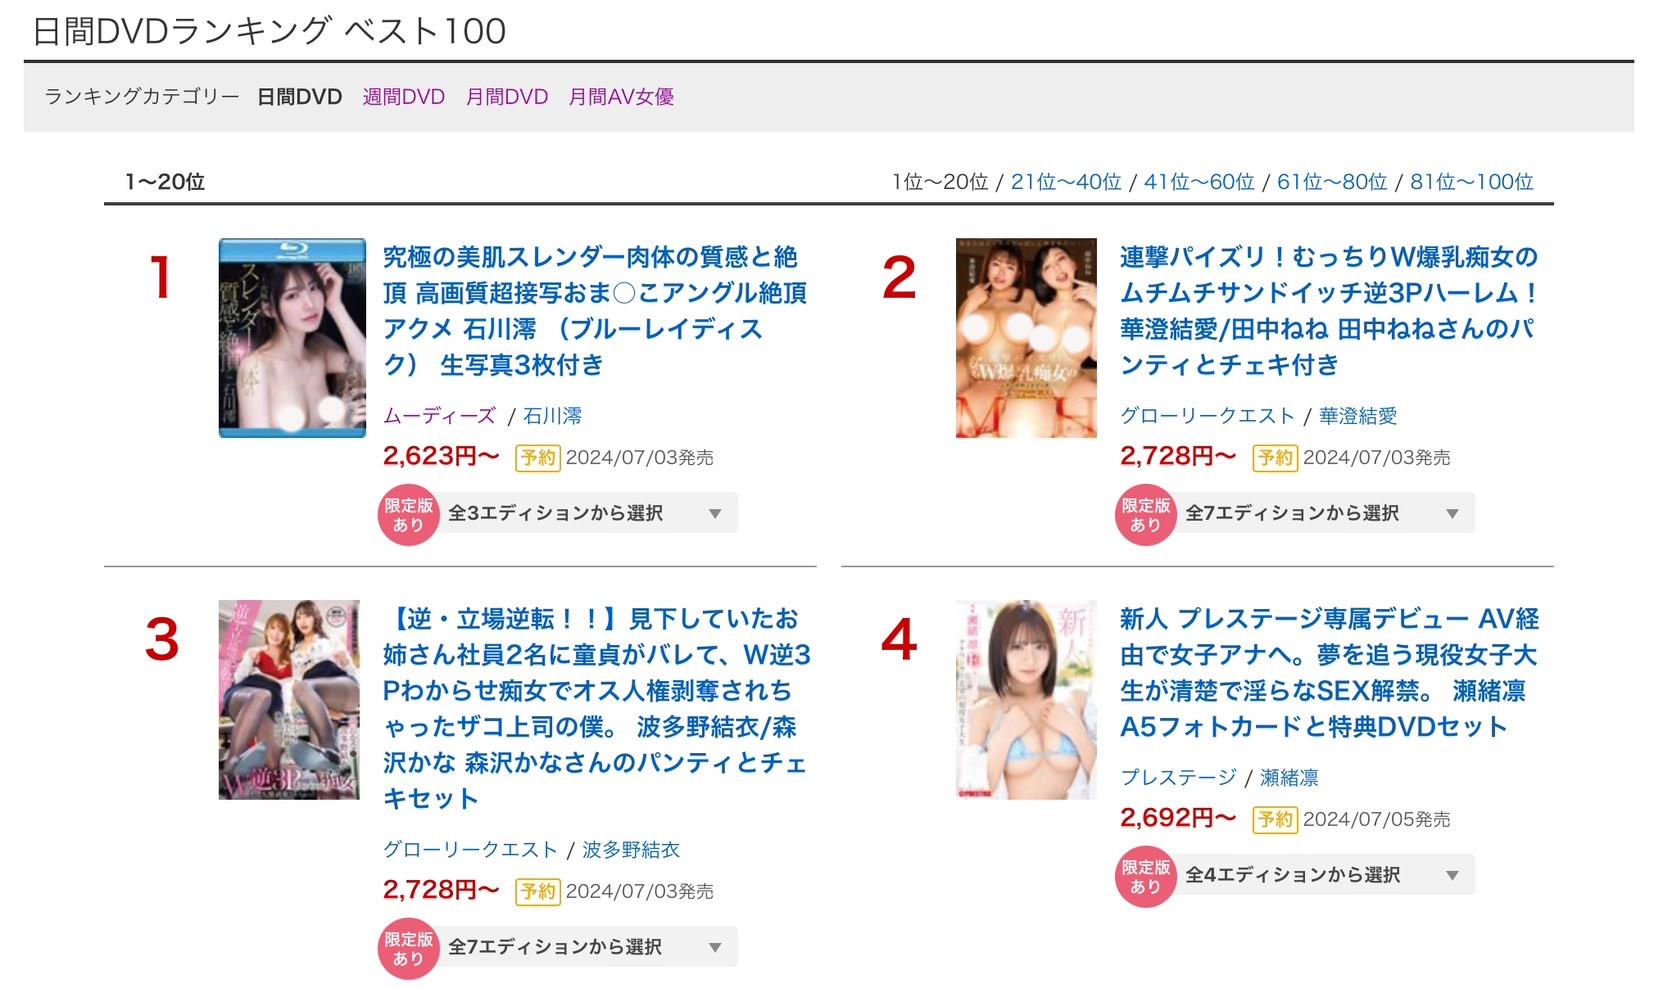 日間DVDランキング ベスト100
ランキングカテゴリー 日間DVD 週間DVD 月間DVD 月間AV女優
1〜20位
1位〜20位 / 21位〜40位 / 41位〜60位 / 61位〜80位 / 81位〜100位
1
究極の美肌スレンダー肉体の質感と絶
頂 高画質超接写おま〇こアングル絶頂
アクメ 石川澪 （ブルーレイディス
ク） 生写真3枚付き
ムーディーズ / 石川澪
2,623円〜 予約 2024/07/03発売
限定版
あり
全3エディションから選択
2
連撃パイズリ！むっちりW爆乳痴女の
ムチムチサンドイッチ逆3Pハーレム！
華澄結愛/田中ねね 田中ねねさんのパ
ンティとチェキ付き
グローリークエスト / 華澄結愛
2,728円〜 予約 2024/07/03発売
限定版
あり
全7エディションから選択
3
【逆・立場逆転！！】見下していたお
姉さん社員2名に童貞がバレて、W逆3
Pわからせ痴女でオス人権剥奪されち
ゃったザコ上司の僕。 波多野結衣/森
沢かな 森沢かなさんのパンティとチェ
キセット
グローリークエスト / 波多野結衣
2,728円〜 予約 2024/07/03発売
限定版
あり
全7エディションから選択
4
新人 プレステージ専属デビュー AV経
由で女子アナへ。夢を追う現役女子大
生が清楚で淫らなSEX解禁。 瀬緒凛
A5フォトカードと特典DVDセット
プレステージ / 瀬緒凛
2,692円〜 予約 2024/07/05発売
限定版
あり
全4エディションから選択